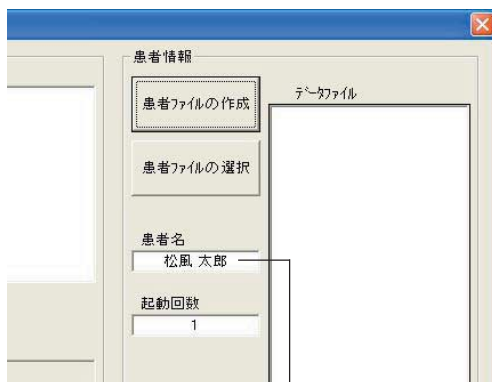 患者情報
患者ﾌｧｲﾙの作成
ﾃﾞｰﾀﾌｧｲﾙ
患者ﾌｧｲﾙの選択
患者名
松風 太郎
起動回数
1